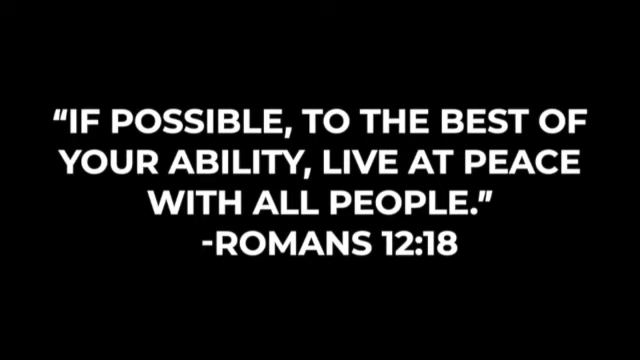 “IF POSSIBLE, TO THE BEST OF
YOUR ABILITY, LIVE AT PEACE
WITH ALL PEOPLE.”
-ROMANS 12:18